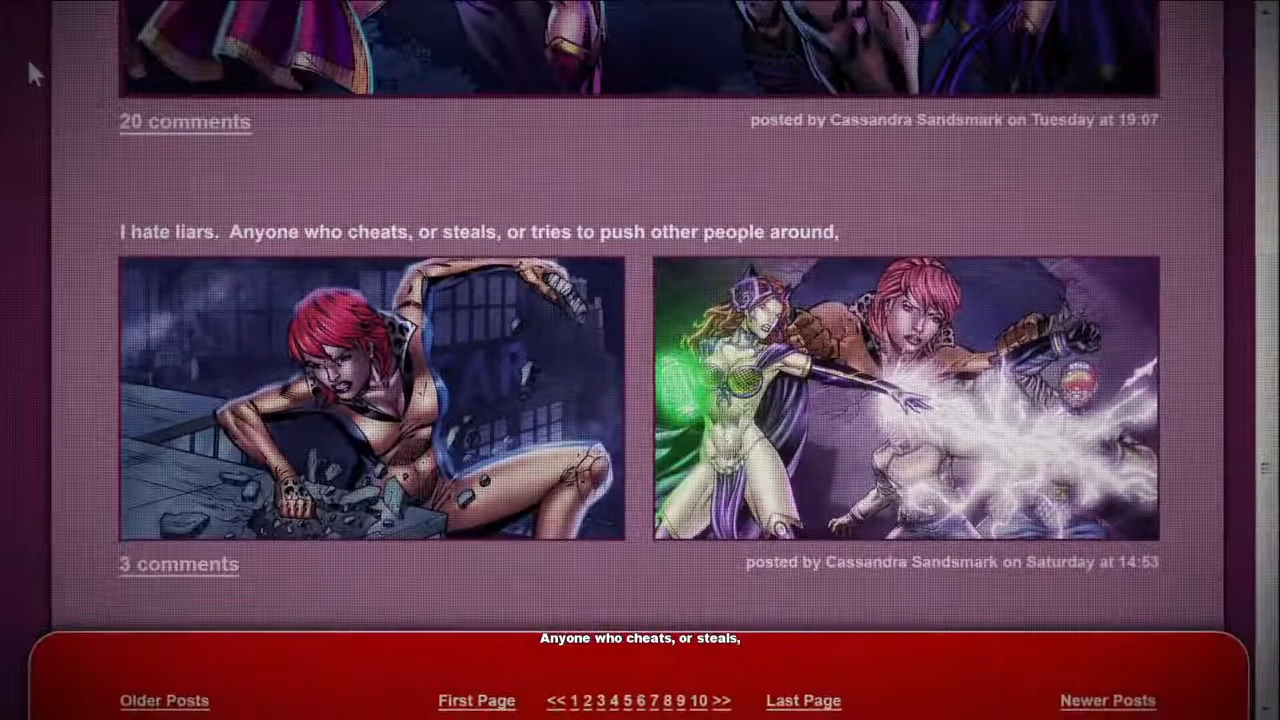 20 comments
posted by Cassandra Sandsmark on Tuesday at 19:07
I hate liars.  Anyone who cheats, or steals, or tries to push other people around,
3 comments
posted by Cassandra Sandsmark on Saturday at 14:53
Anyone who cheats, or steals,
Older Posts
First Page
<< 1 2 3 4 5 6 7 8 9 10 >>
Last Page
Newer Posts